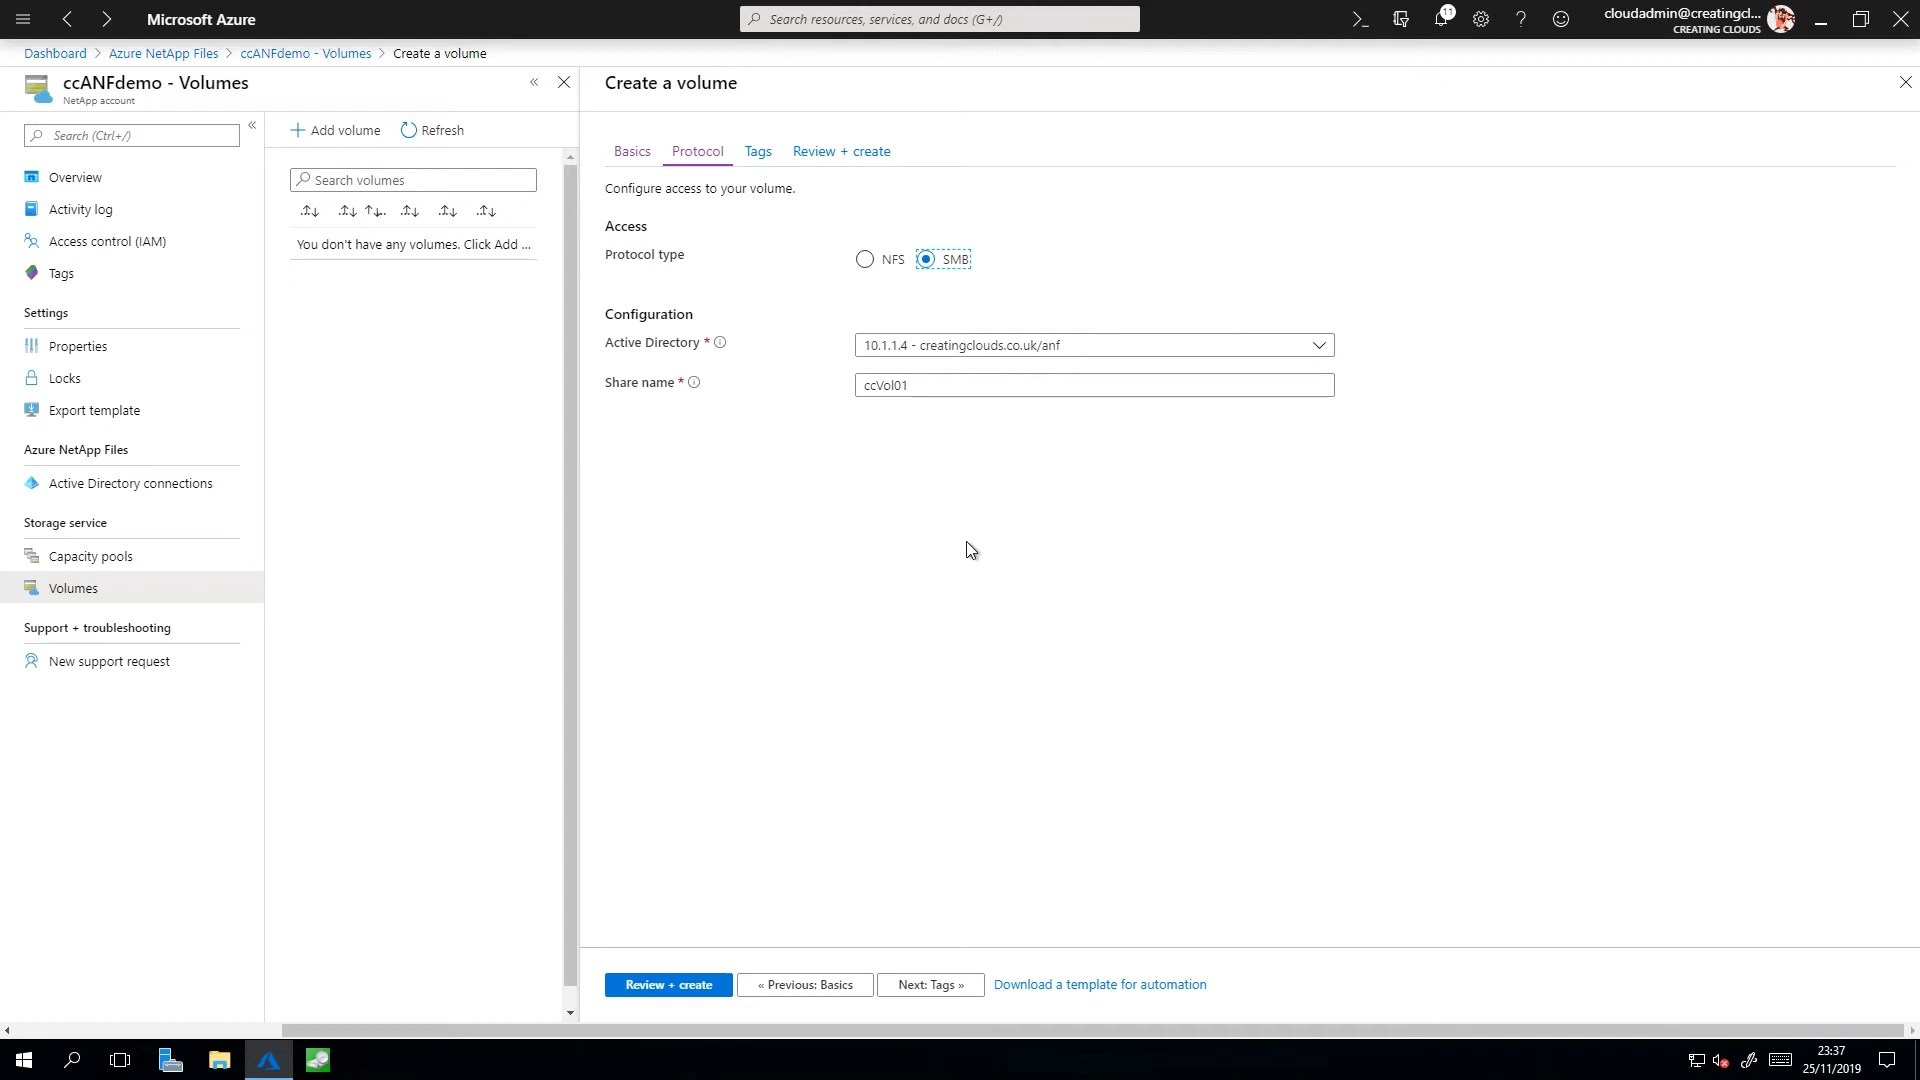 Microsoft Azure
Search resources, services, and docs (G+/)
11
cloudadmin@creatingcl...
CREATING CLOUDS
Dashboard > Azure NetApp Files > ccANFdemo - Volumes > Create a volume
ccANFdemo - Volumes
NetApp account
Search (Ctrl+/)
Overview
Activity log
Access control (IAM)
Tags
Settings
Properties
Locks
Export template
Azure NetApp Files
Active Directory connections
Storage service
Capacity pools
Volumes
Support + troubleshooting
New support request
Add volume
Refresh
Search volumes
You don't have any volumes. Click Add ...
Create a volume
Basics
Protocol
Tags
Review + create
Configure access to your volume.
Access
Protocol type
NFS
SMB
Configuration
Active Directory *
10.1.1.4 - creatingclouds.co.uk/anf
Share name *
ccVol01
Review + create
« Previous: Basics
Next: Tags »
Download a template for automation
23:37
25/11/2019